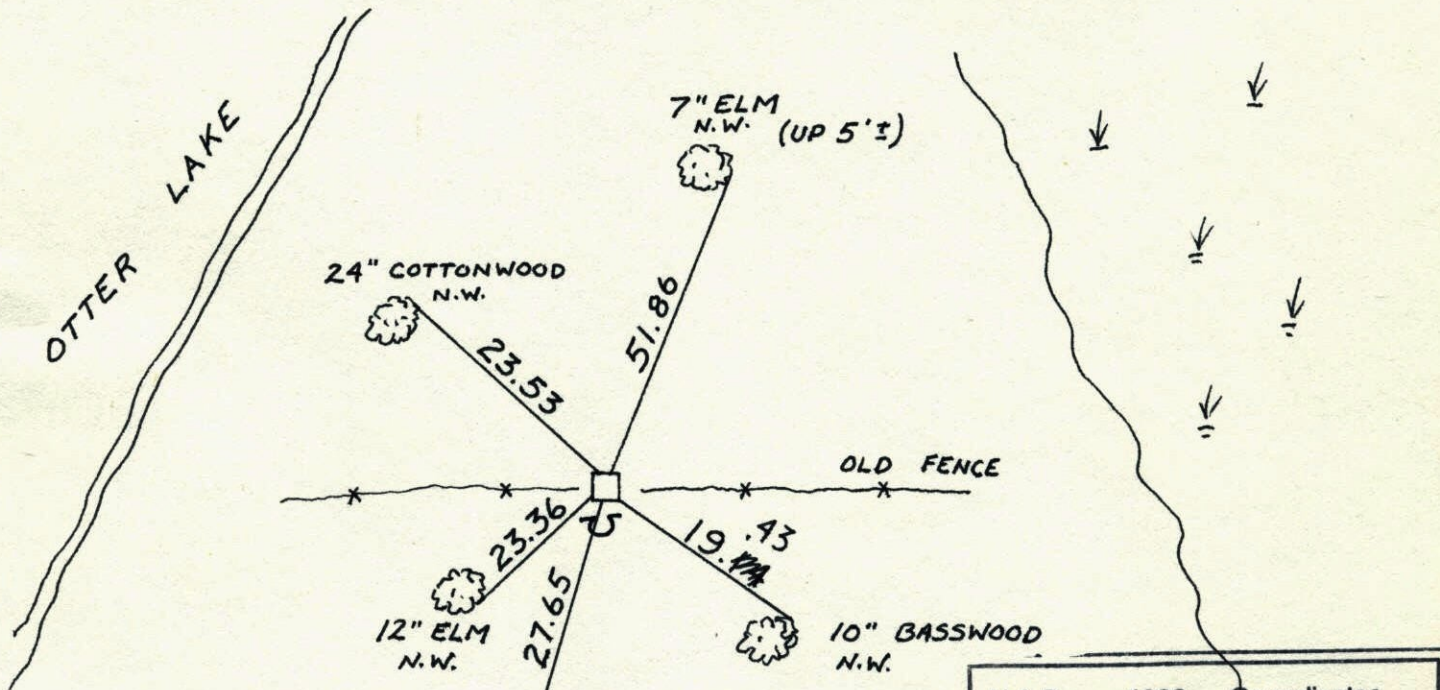 OTTER LAKE
7" ELM
N.W. (UP 5'±)
24" COTTONWOOD
N.W.
51.86
23.53
OLD FENCE
23.36
19.
.43
27.65
12" ELM
N.W.
10" BASSWOOD
N.W.